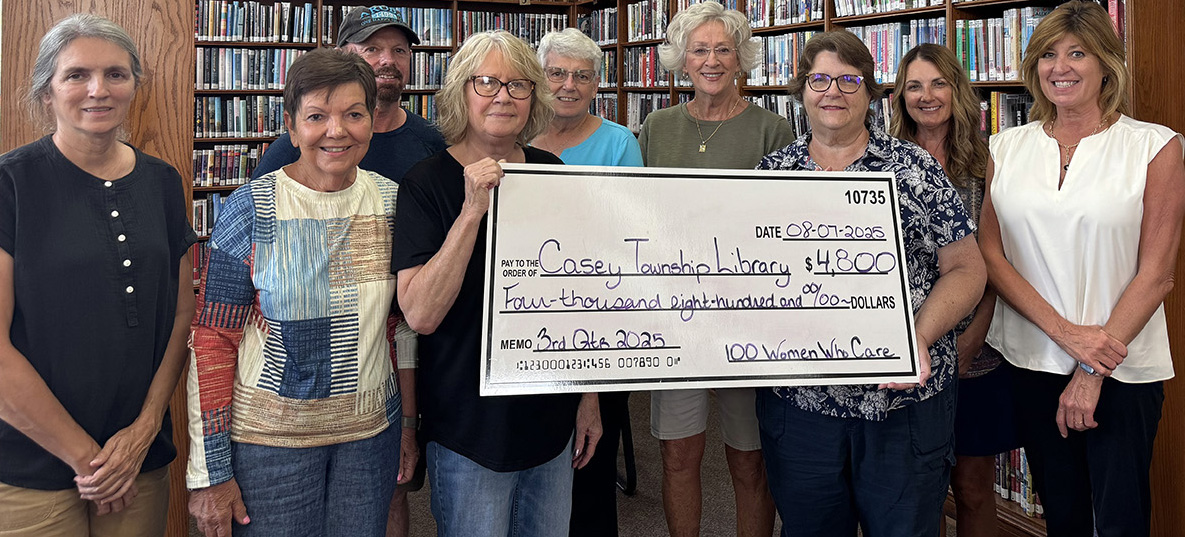 10735
DATE 08-07-2025
PAY TO THE
ORDER OF Casey Township Library $4,800
Four-thousand eight-hundred and 00/00~DOLLARS
MEMO 3rd Qtr 2025 100 Women Who Care
⑆123000123⑆456 007890 0⑈